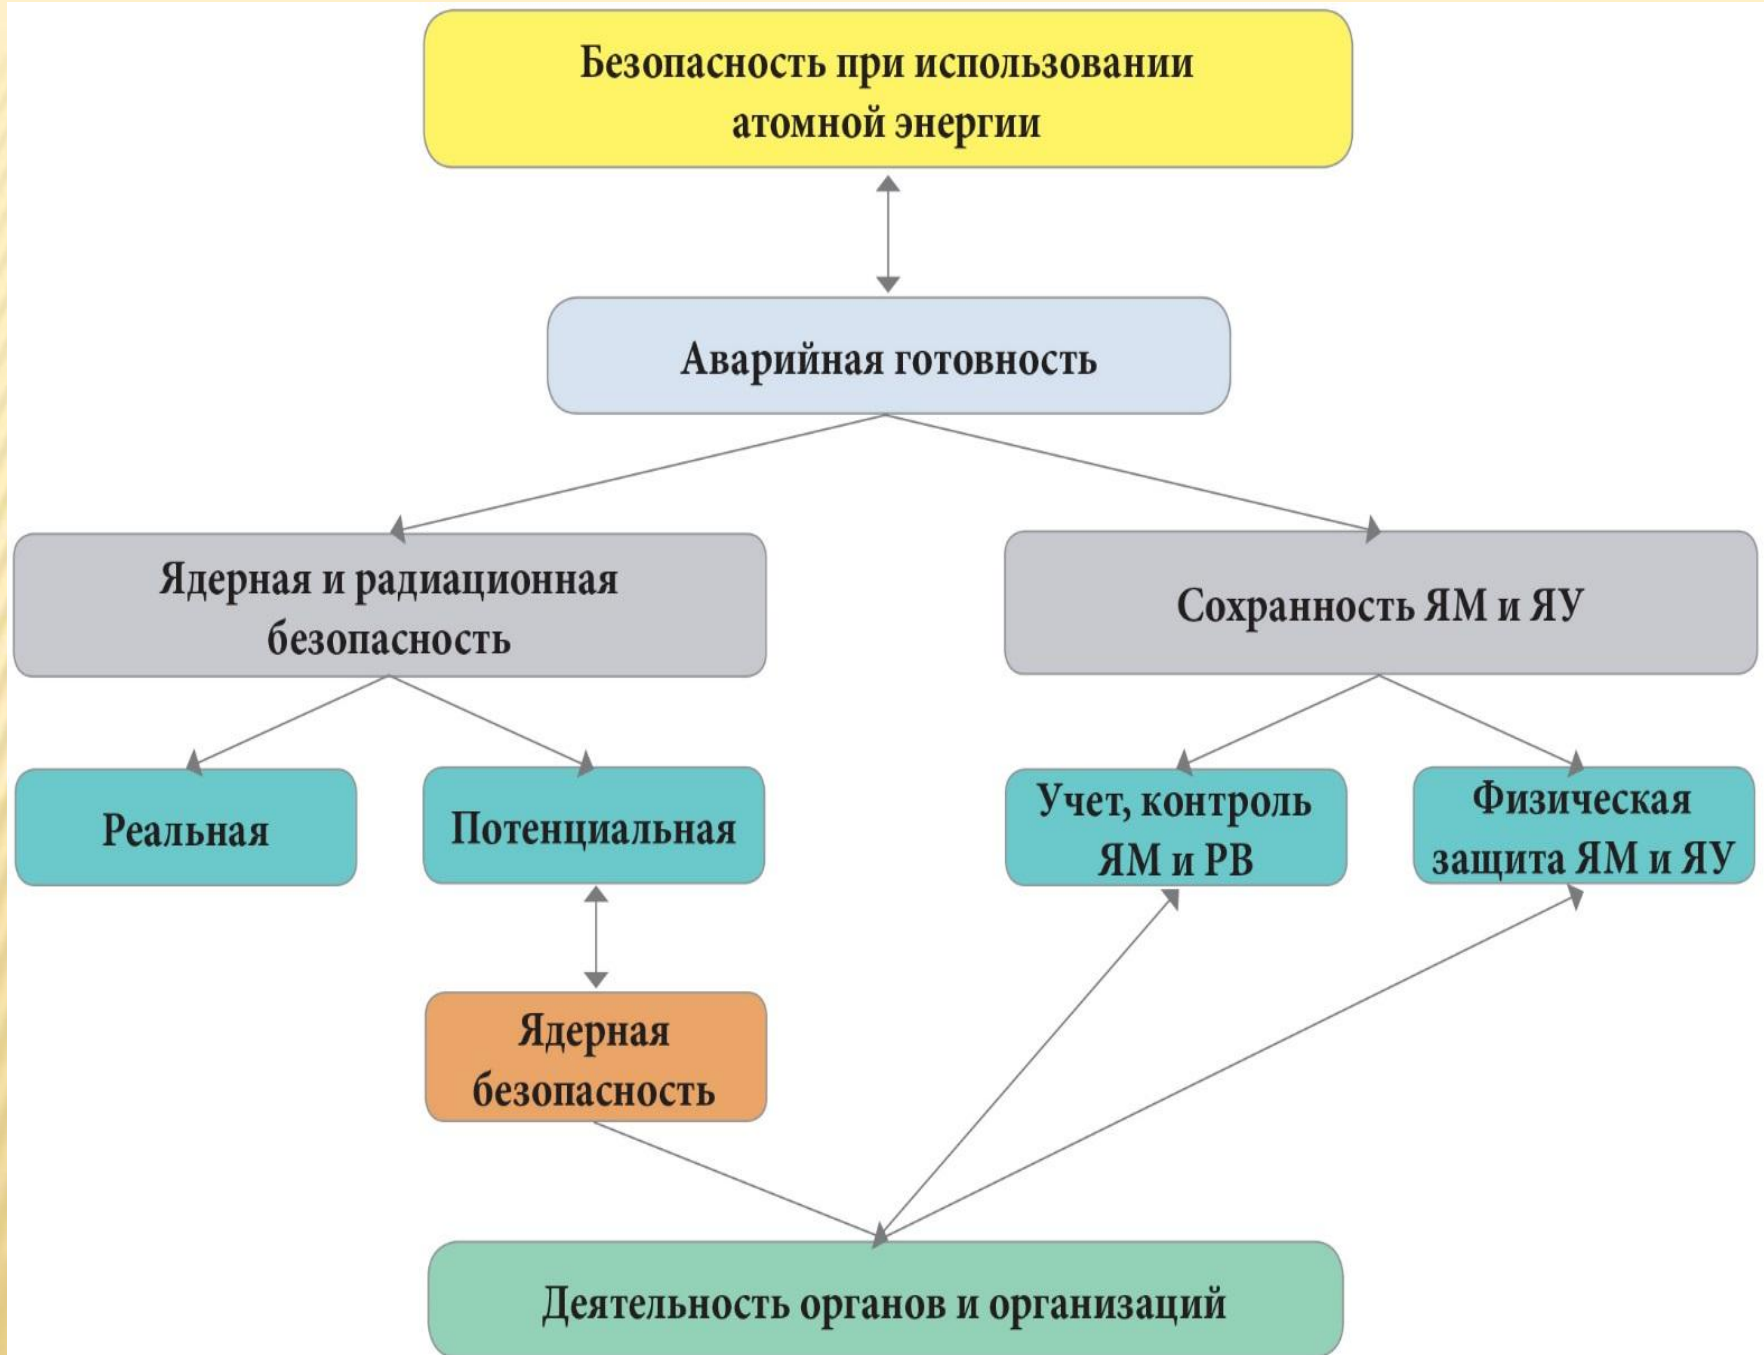 Безопасность при использовании
атомной энергии
Аварийная готовность
Ядерная и радиационная
безопасность
Сохранность ЯМ и ЯУ
Реальная
Потенциальная
Учет, контроль
ЯМ и РВ
Физическая
защита ЯМ и ЯУ
Ядерная
безопасность
Деятельность органов и организаций